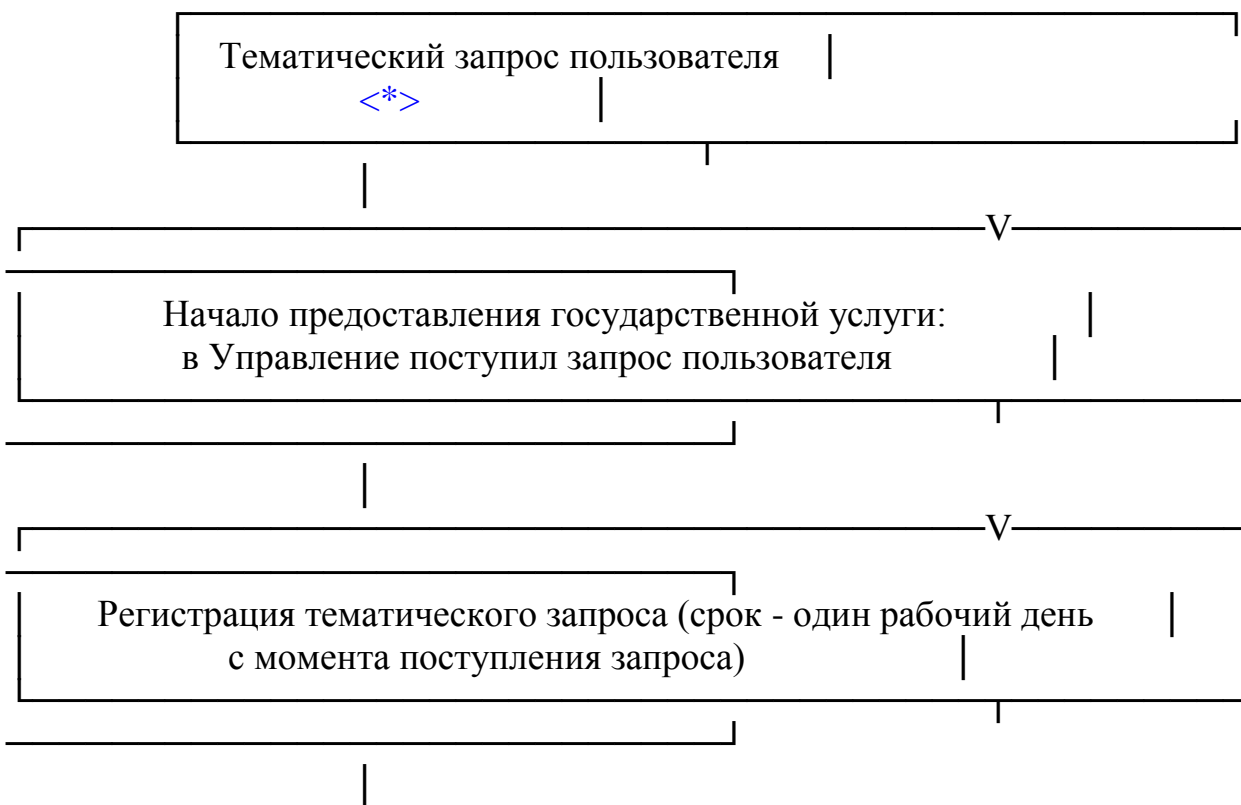 Тематический запрос пользователя
<*>
V
Начало предоставления государственной услуги:
в Управление поступил запрос пользователя
V
Регистрация тематического запроса (срок - один рабочий день
с момента поступления запроса)